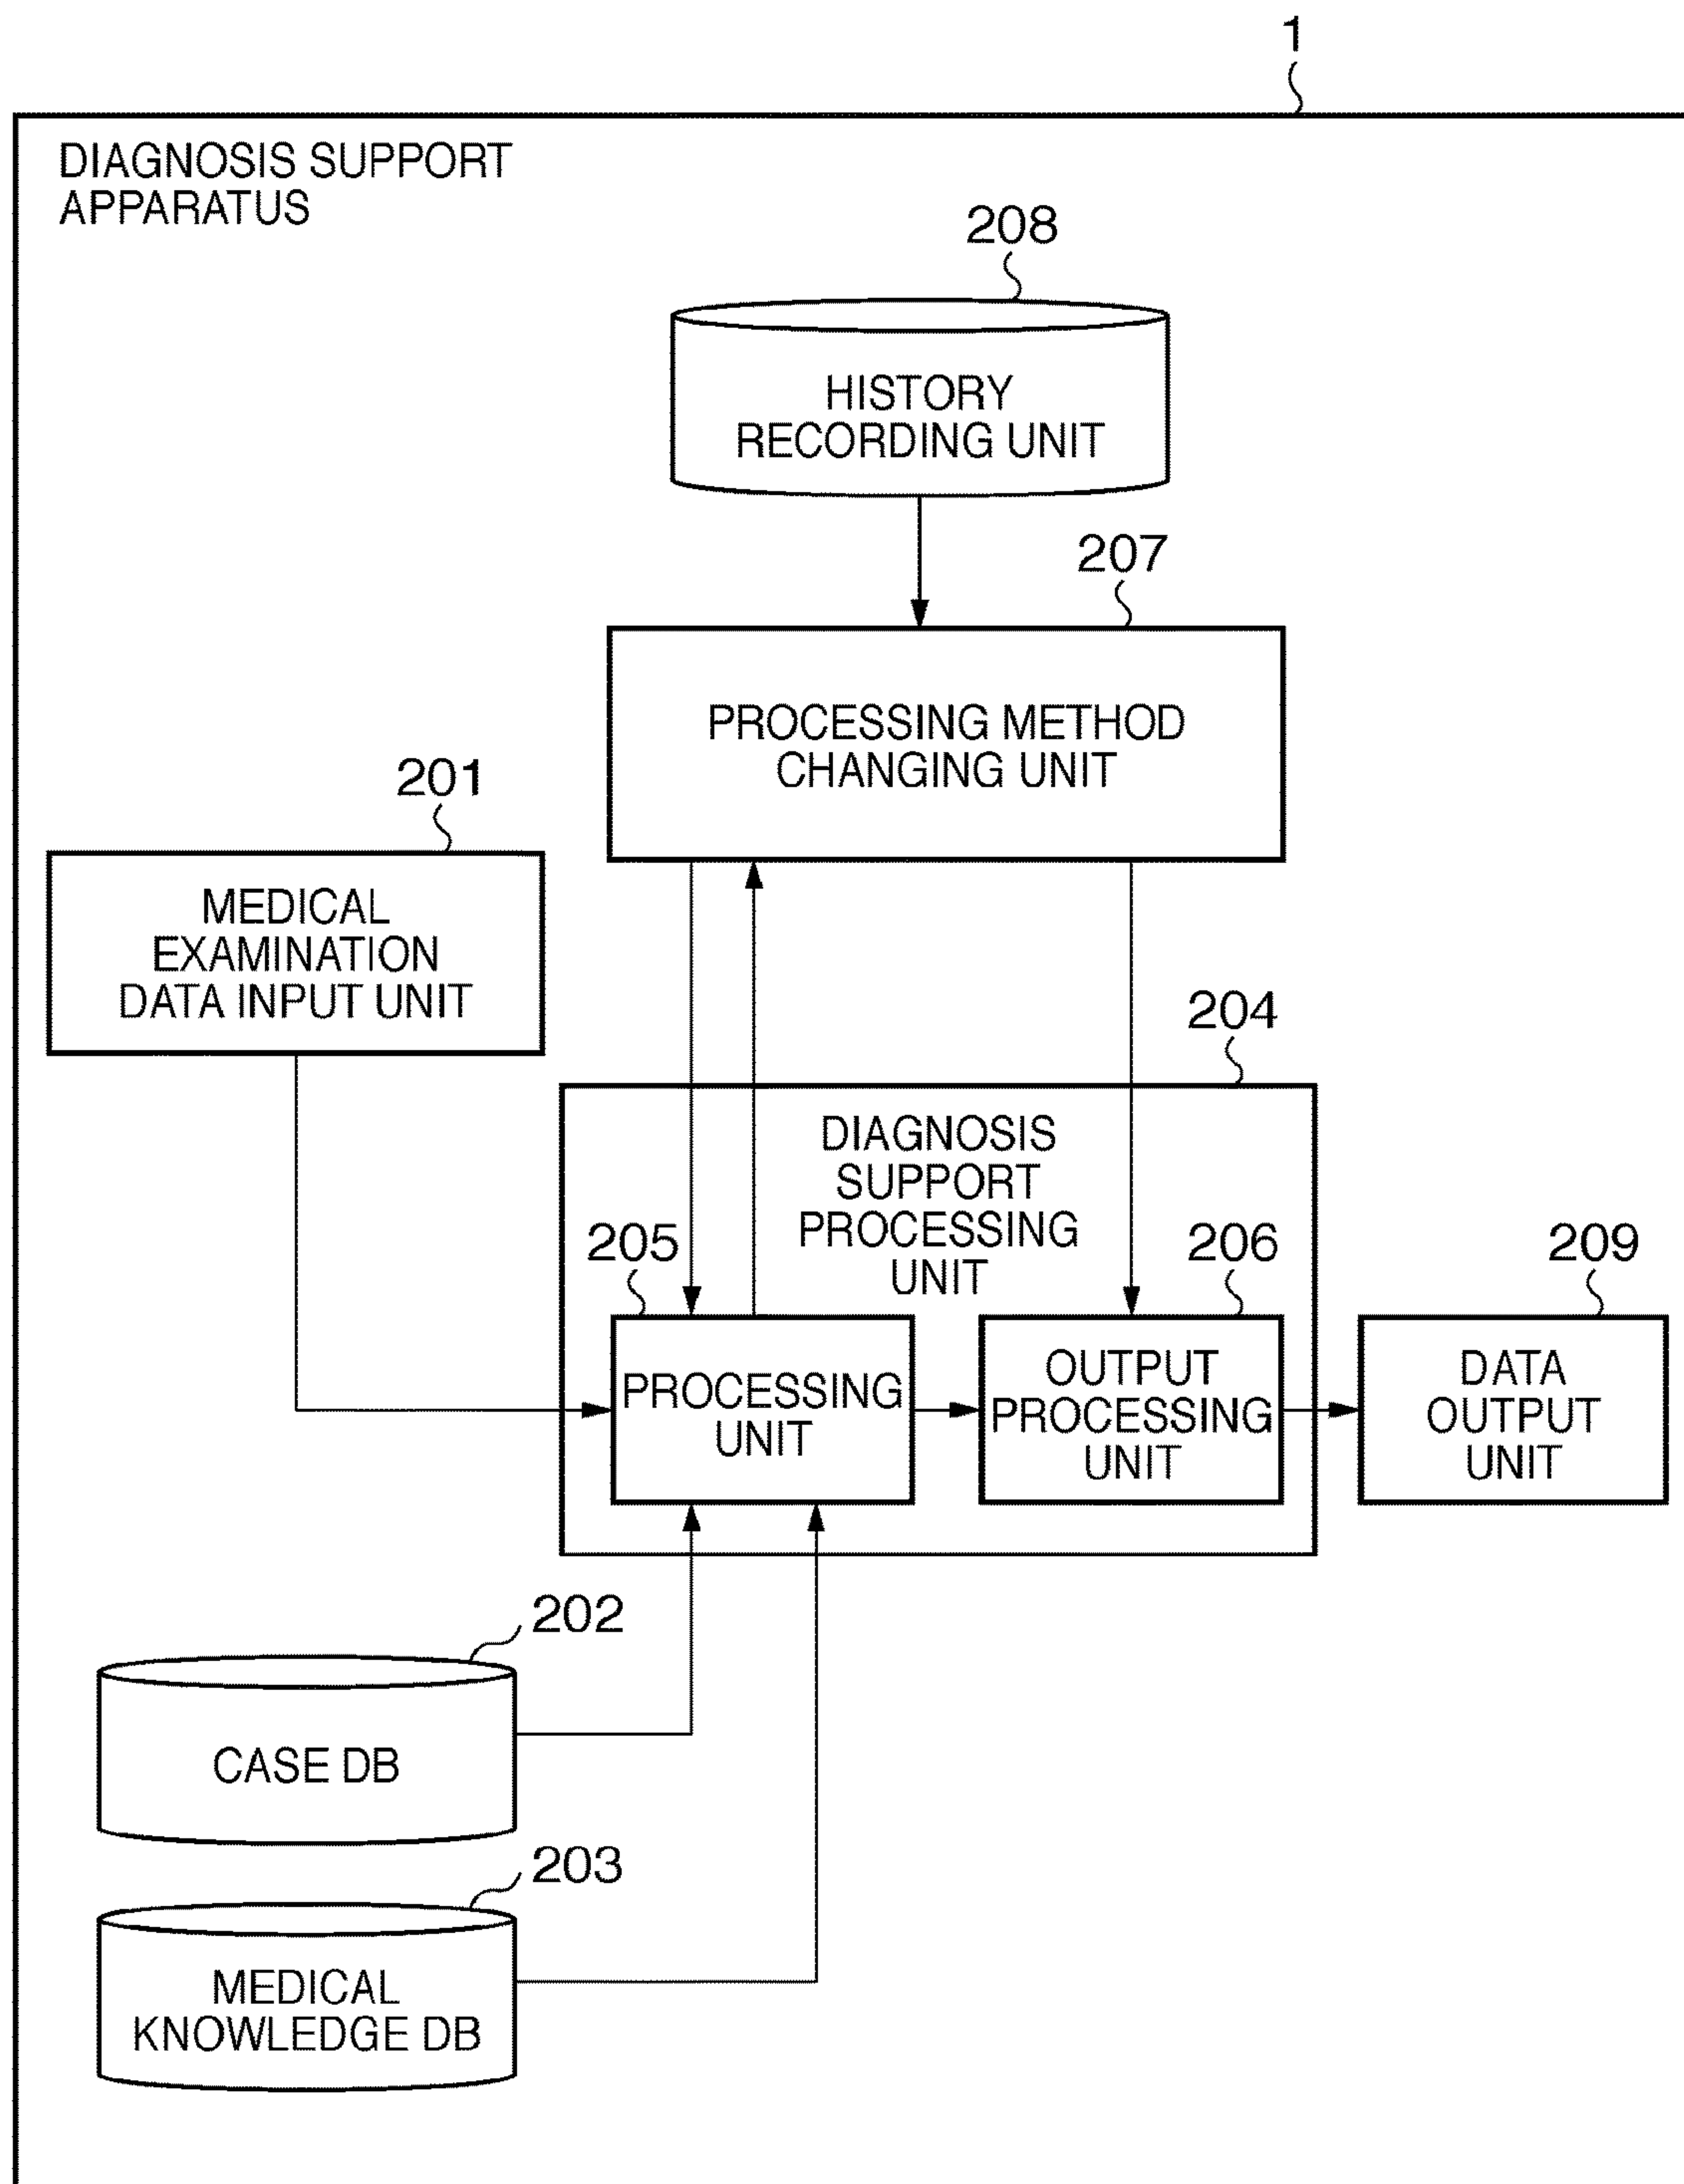 1
DIAGNOSIS SUPPORT
APPARATUS
208
HISTORY
RECORDING UNIT
207
PROCESSING METHOD
CHANGING UNIT
201
MEDICAL
EXAMINATION
DATA INPUT UNIT
204
DIAGNOSIS
SUPPORT
PROCESSING
UNIT
205
PROCESSING
UNIT
206
OUTPUT
PROCESSING
UNIT
209
DATA
OUTPUT
UNIT
202
CASE DB
203
MEDICAL
KNOWLEDGE DB